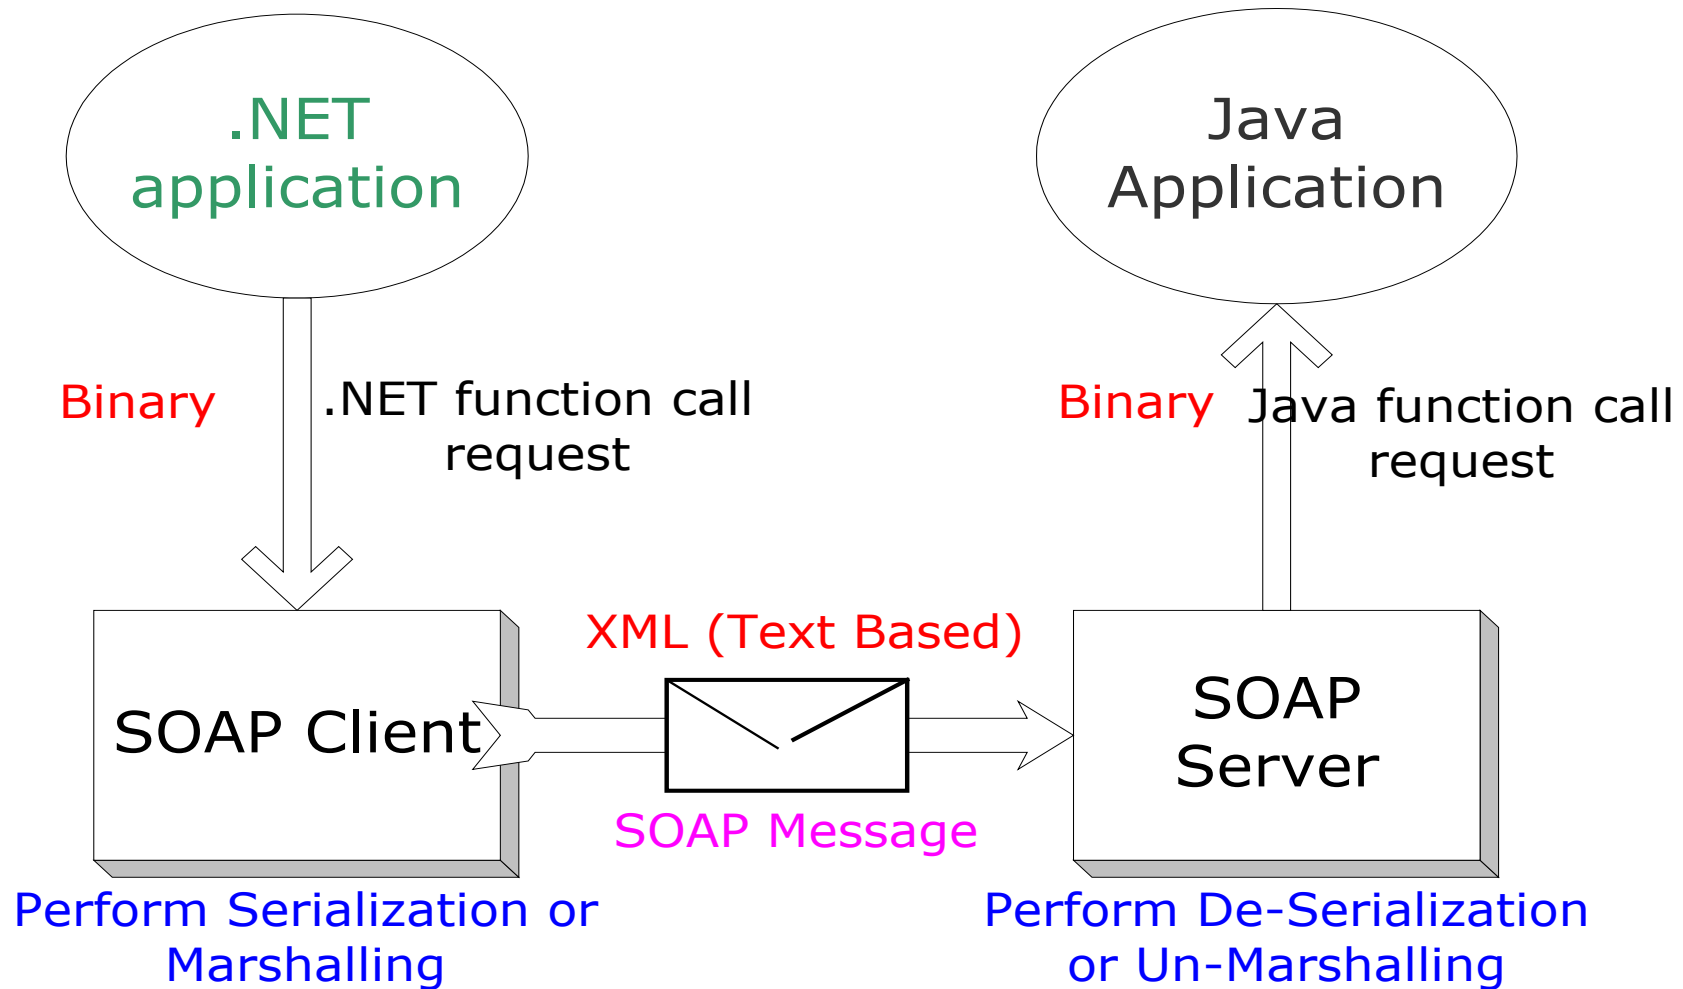 .NET
application
Java
Application
Binary
.NET function call
request
Binary
Java function call
request
XML (Text Based)
SOAP Client
SOAP
Server
SOAP Message
Perform Serialization or
Marshalling
Perform De-Serialization
or Un-Marshalling